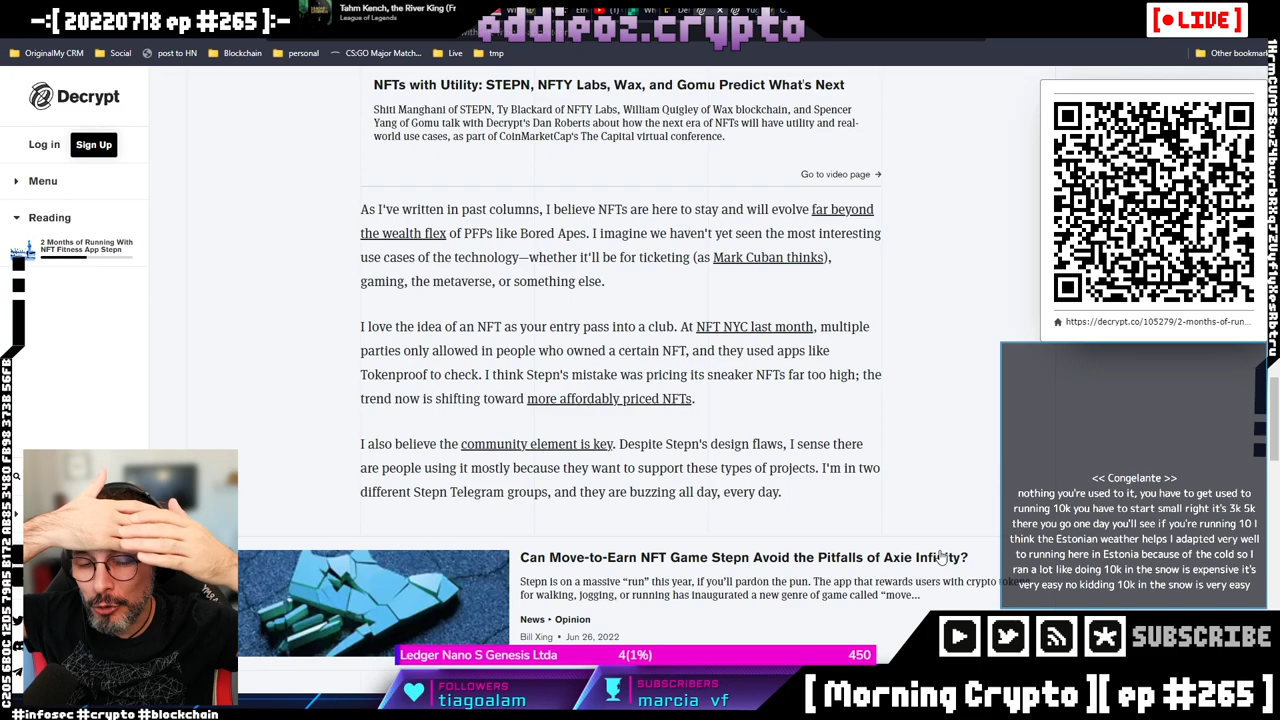 -:[ 20220718 ep #265 ]:-
Tahm Kench, the River King (Fr
League of Legends
eddieoz.crypto
[ ● LIVE ]
OriginalMy CRM
Social
post to HN
Blockchain
personal
CS:GO Major Match...
Live
tmp
Other bookmar
Decrypt
Log in
Sign Up
Menu
Reading
2 Months of Running With
NFT Fitness App Stepn
NFTs with Utility: STEPN, NFTY Labs, Wax, and Gomu Predict What's Next
Shiti Manghani of STEPN, Ty Blackard of NFTY Labs, William Quigley of Wax blockchain, and Spencer
Yang of Gomu talk with Decrypt's Dan Roberts about how the next era of NFTs will have utility and real-
world use cases, as part of CoinMarketCap's The Capital virtual conference.
Go to video page →
As I've written in past columns, I believe NFTs are here to stay and will evolve far beyond
the wealth flex of PFPs like Bored Apes. I imagine we haven't yet seen the most interesting
use cases of the technology—whether it'll be for ticketing (as Mark Cuban thinks),
gaming, the metaverse, or something else.
I love the idea of an NFT as your entry pass into a club. At NFT NYC last month, multiple
parties only allowed in people who owned a certain NFT, and they used apps like
Tokenproof to check. I think Stepn's mistake was pricing its sneaker NFTs far too high; the
trend now is shifting toward more affordably priced NFTs.
I also believe the community element is key. Despite Stepn's design flaws, I sense there
are people using it mostly because they want to support these types of projects. I'm in two
different Stepn Telegram groups, and they are buzzing all day, every day.
Can Move-to-Earn NFT Game Stepn Avoid the Pitfalls of Axie Infinity?
Stepn is on a massive “run” this year, if you'll pardon the pun. The app that rewards users with crypto tokens
for walking, jogging, or running has inaugurated a new genre of game called “move...
News • Opinion
Bill Xing • Jun 26, 2022
https://decrypt.co/105279/2-months-of-run...
<< Congelante >>
nothing you're used to it, you have to get used to
running 10k you have to start small right it's 3k 5k
there you go one day you'll see if you're running 10 I
think the Estonian weather helps I adapted very well
to running here in Estonia because of the cold so I
ran a lot like doing 10k in the snow is expensive it's
very easy no kidding 10k in the snow is very easy
Ledger Nano S Genesis Ltda 4(1%) 450
FOLLOWERS
tiagoalam
SUBSCRIBERS
marcia_vf
SUBSCRIBE
[ Morning Crypto ][ ep #265 ]
#infosec #crypto #blockchain